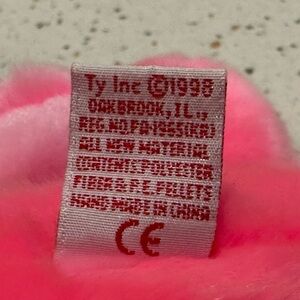 Ty Inc ©1998
OAKBROOK, IL.,
REG.NO.PA-1965(KR)
ALL NEW MATERIAL
CONTENTS POLYESTER
FIBER & P.E. PELLETS
HAND MADE IN CHINA
CE